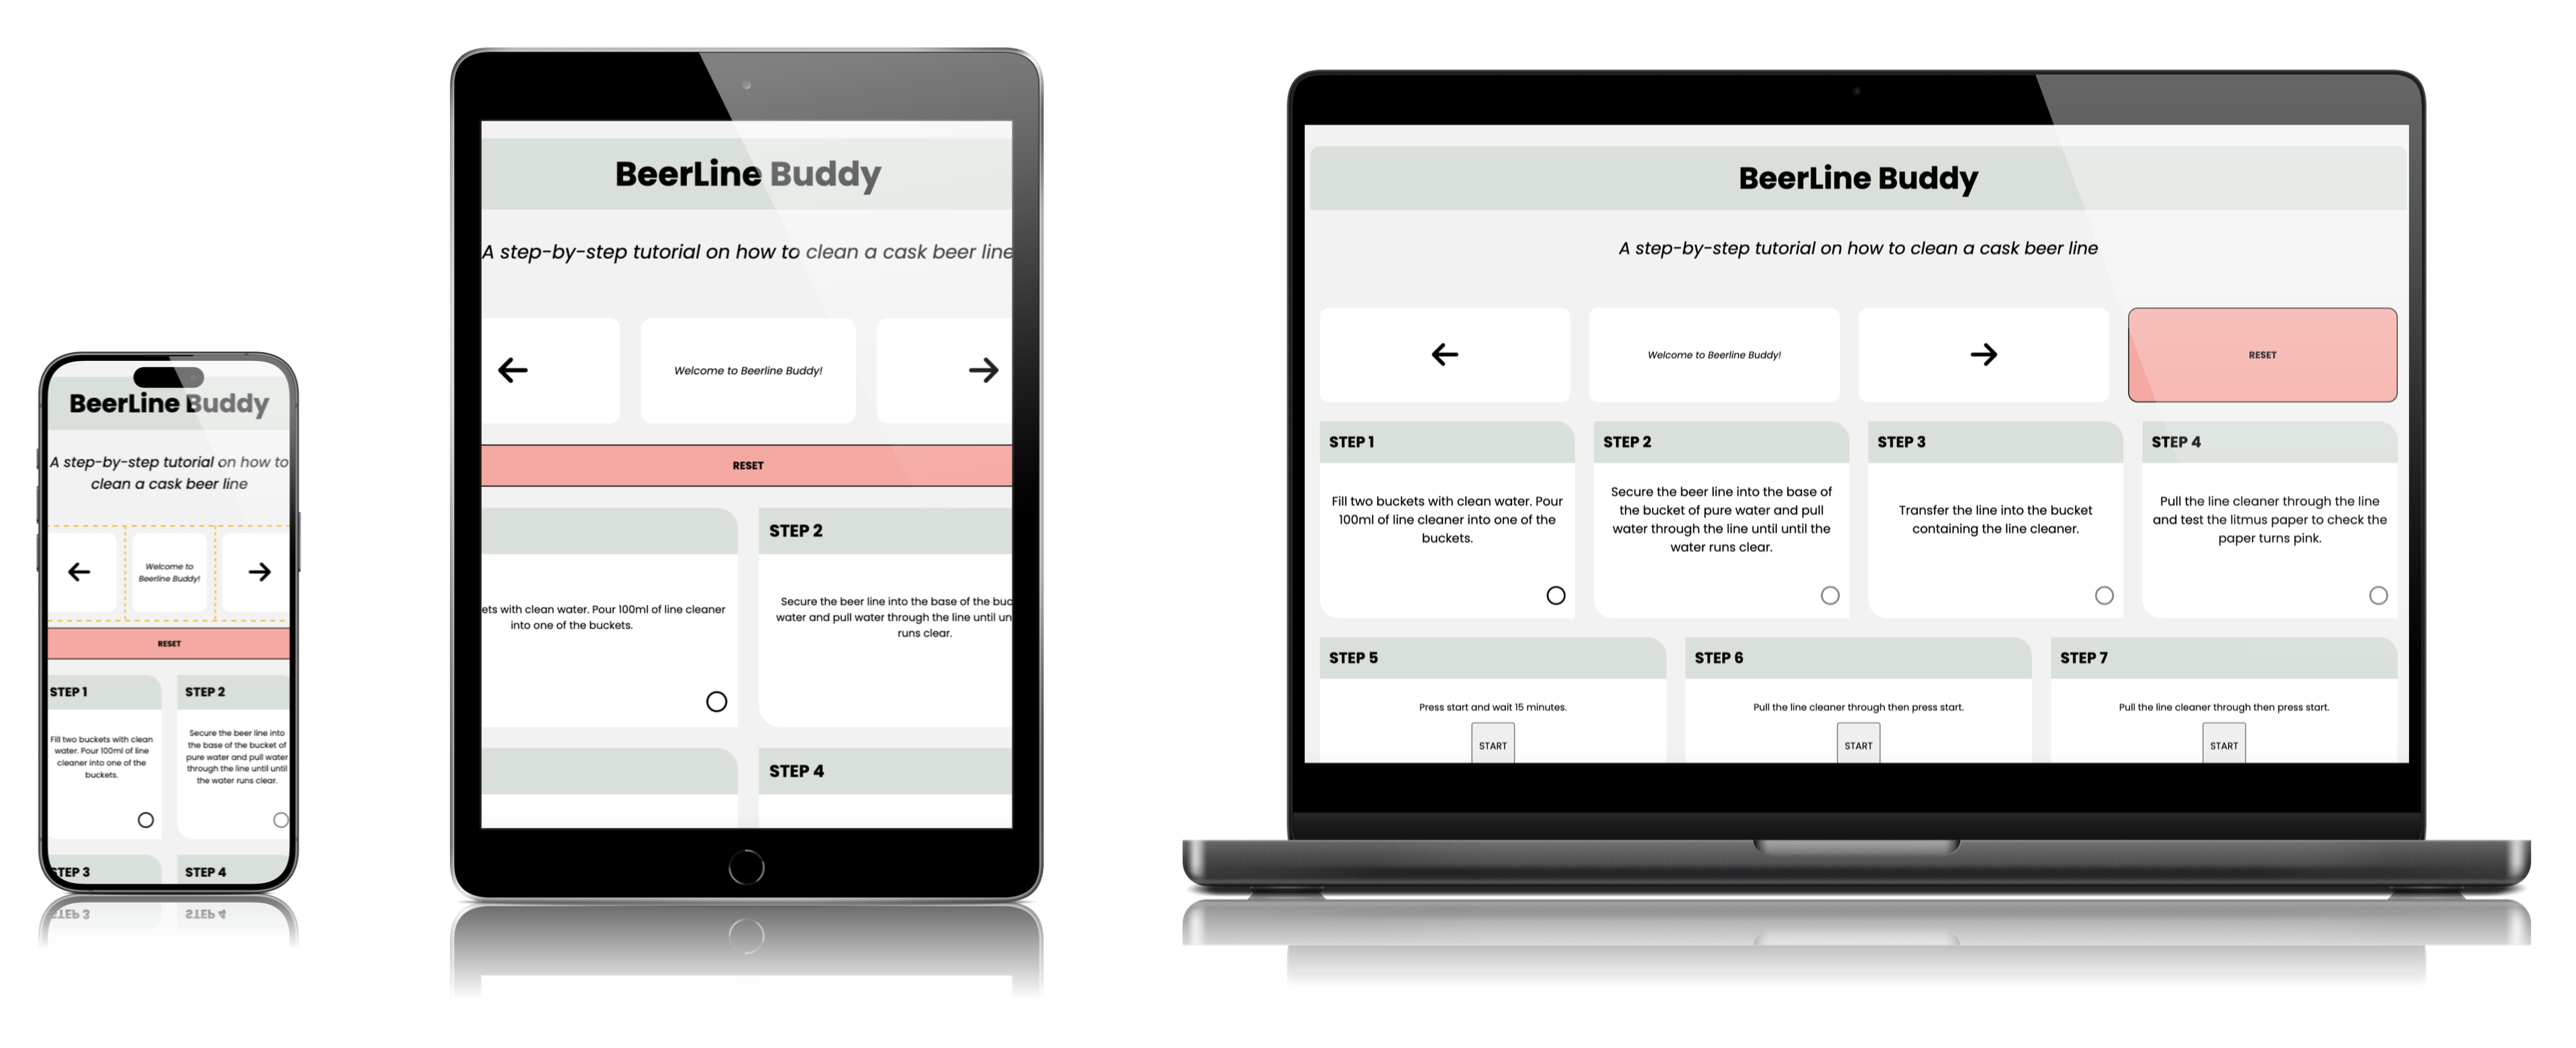 BeerLine Buddy
A step-by-step tutorial on how to
clean a cask beer line
Welcome to
Beerline Buddy!
RESET
STEP 1
Fill two buckets with clean
water. Pour 100ml of line
cleaner into one of the
buckets.
STEP 2
Secure the beer line into
the base of the bucket of
pure water and pull water
through the line until until
the water runs clear.
STEP 3
STEP 4
BeerLine Buddy
A step-by-step tutorial on how to clean a cask beer line
Welcome to Beerline Buddy!
RESET
ets with clean water. Pour 100ml of line cleaner
into one of the buckets.
STEP 2
Secure the beer line into the base of the buc
water and pull water through the line until un
runs clear.
STEP 4
BeerLine Buddy
A step-by-step tutorial on how to clean a cask beer line
Welcome to Beerline Buddy!
RESET
STEP 1
Fill two buckets with clean water. Pour
100ml of line cleaner into one of the
buckets.
STEP 2
Secure the beer line into the base of
the bucket of pure water and pull
water through the line until until the
water runs clear.
STEP 3
Transfer the line into the bucket
containing the line cleaner.
STEP 4
Pull the line cleaner through the line
and test the litmus paper to check the
paper turns pink.
STEP 5
Press start and wait 15 minutes.
START
STEP 6
Pull the line cleaner through then press start.
START
STEP 7
Pull the line cleaner through then press start.
START